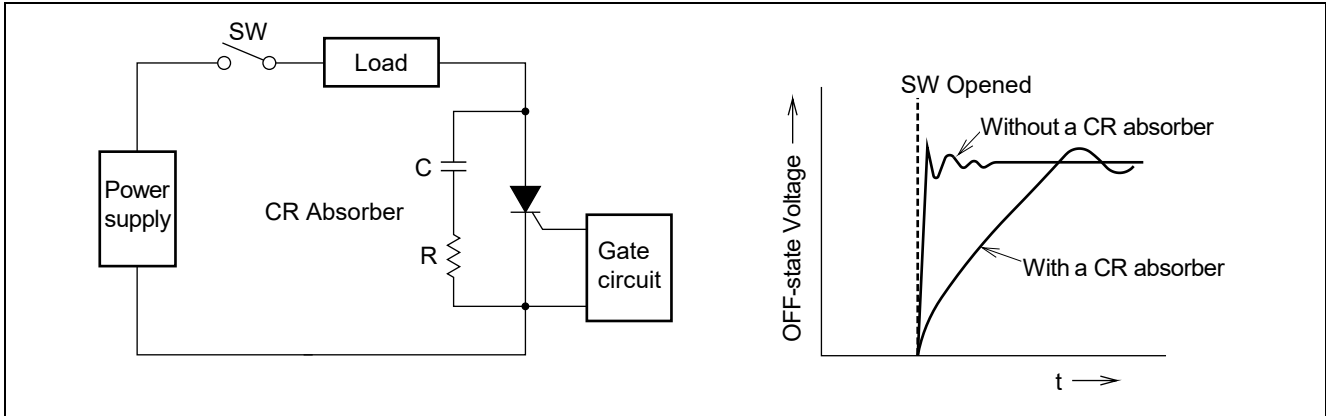 SW
Load
C
Power
supply
CR Absorber
R
Gate
circuit
SW Opened
Without a CR absorber
OFF-state Voltage
With a CR absorber
t